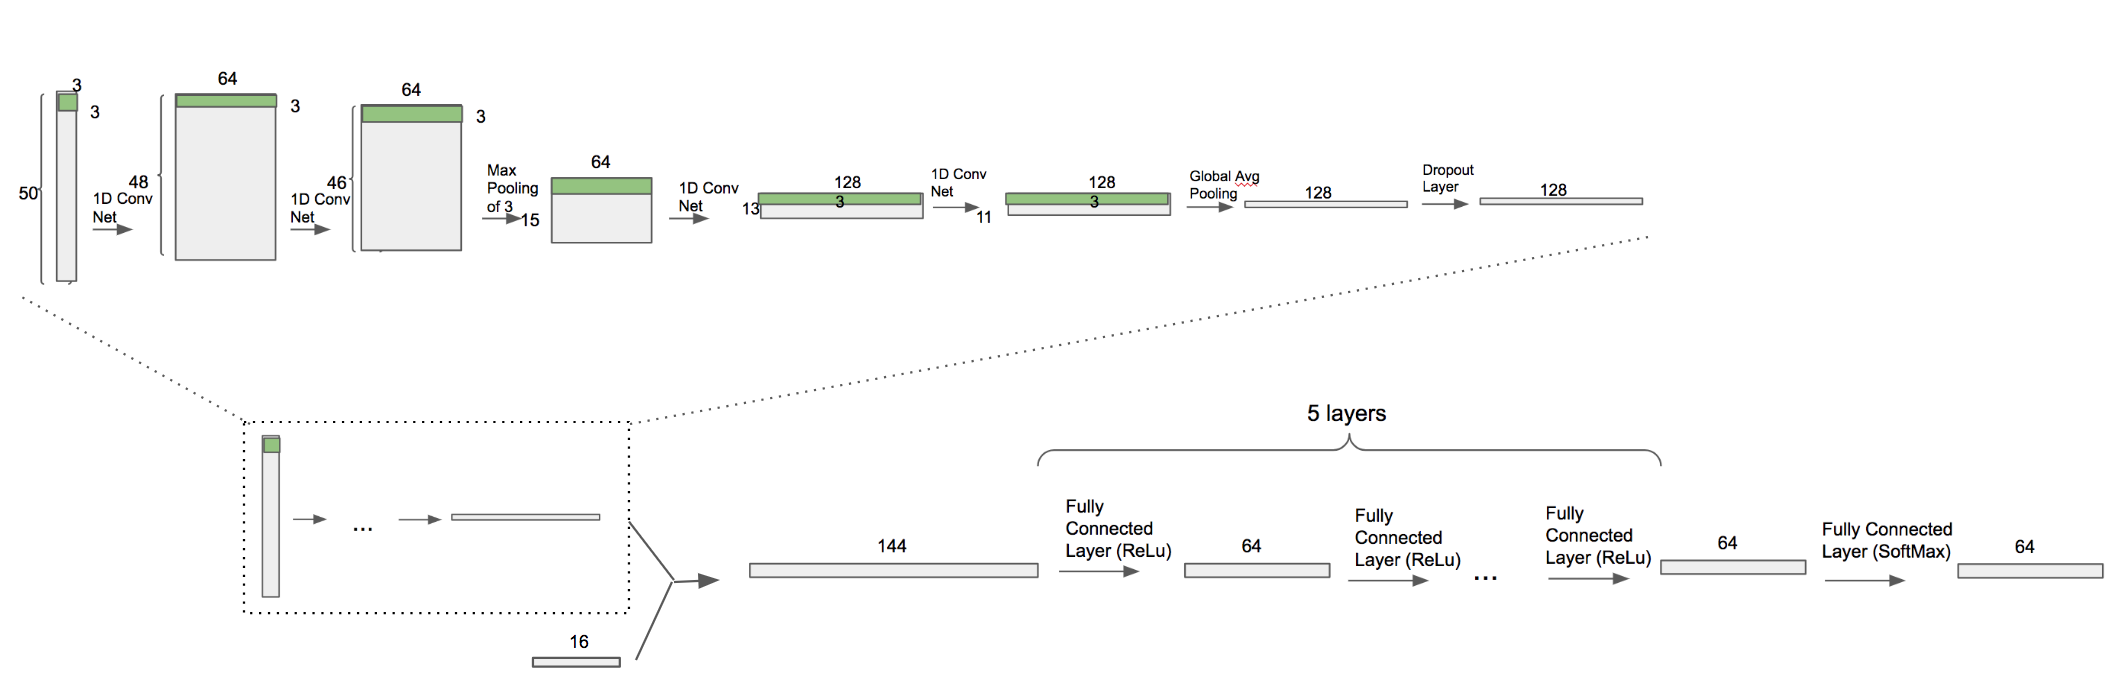 3
3
50
1D Conv
Net
64
3
48
1D Conv
Net
64
3
46
Max
Pooling
of 3
15
64
1D Conv
Net
128
3
13
1D Conv
Net
11
128
3
Global Avg
Pooling
128
Dropout
Layer
128
...
16
144
5 layers
Fully
Connected
Layer (ReLu)
64
Fully
Connected
Layer (ReLu)
...
Fully
Connected
Layer (ReLu)
64
Fully Connected
Layer (SoftMax)
64